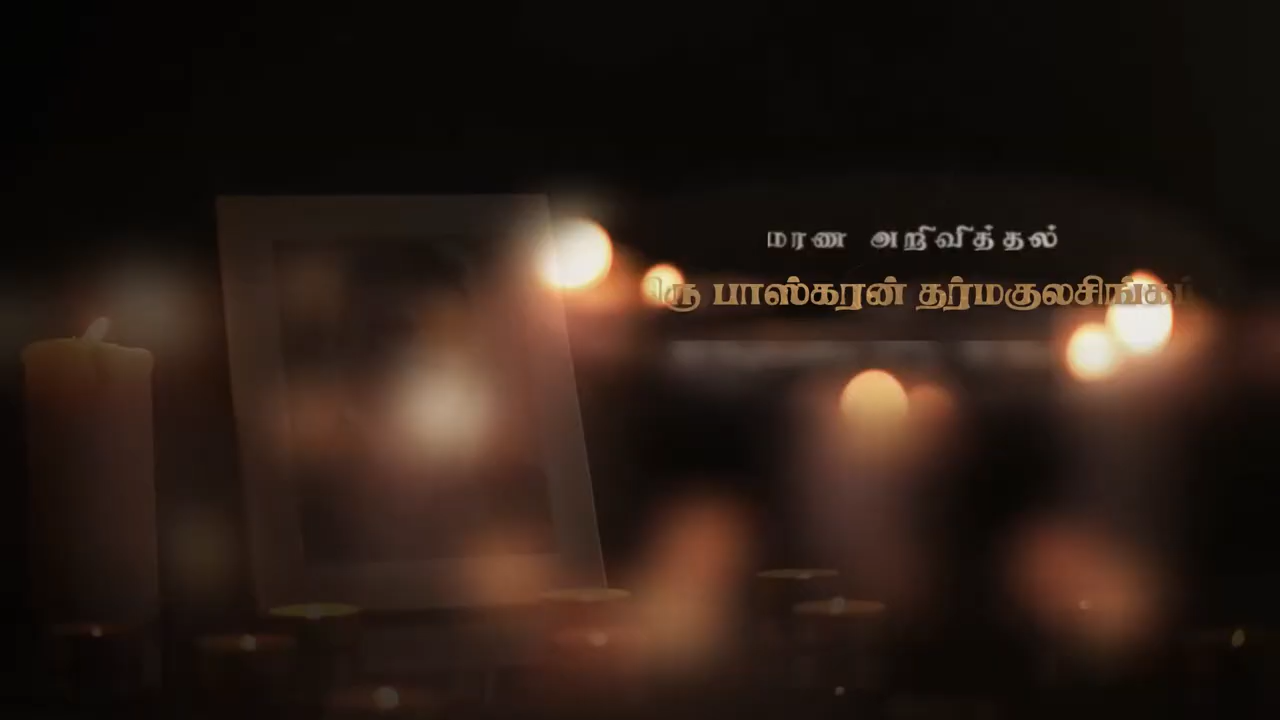 மரண அறிவித்தல்
திரு பாஸ்கரன் தர்மகுலசிங்கம்